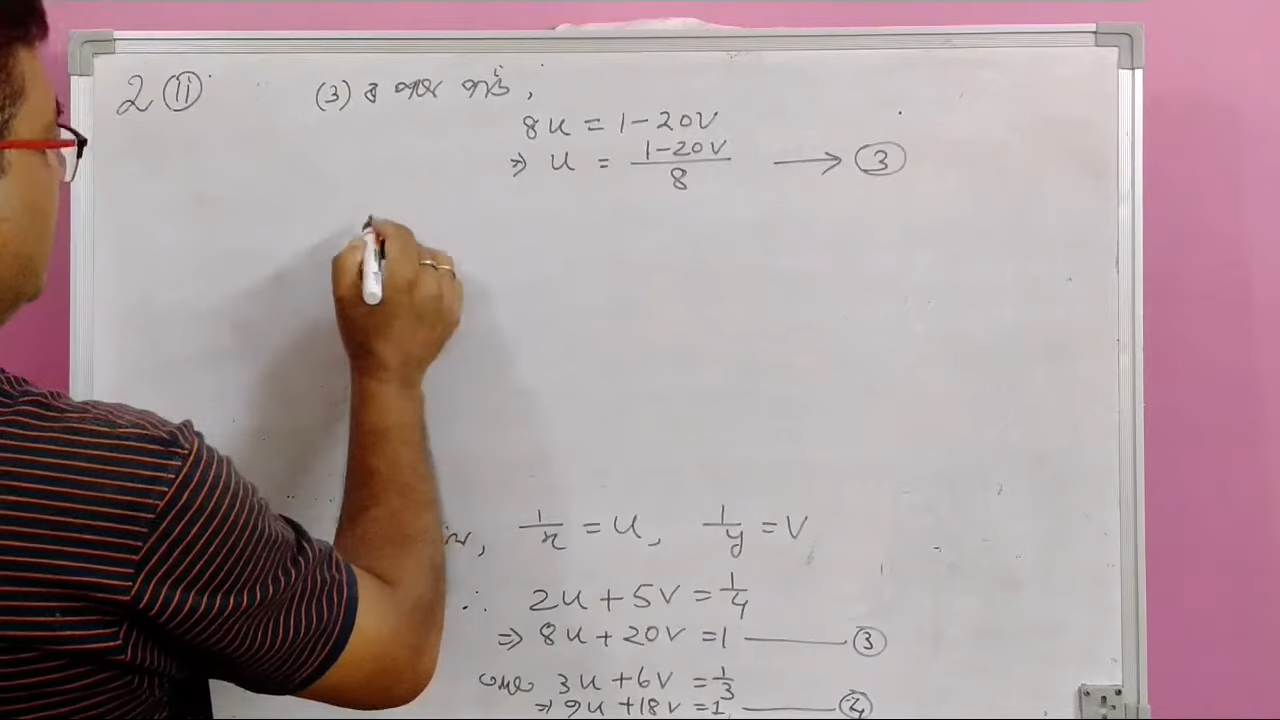 2 (ii)
(3) ৰ পৰা পাওঁ,
8u = 1 - 20v
⇒ u = (1-20v)/8 → (3)
1/x = u, 1/y = v
∴ 2u + 5v = 1/4
⇒ 8u + 20v = 1 — (3)
3u + 6v = 1/3
⇒ 9u + 18v = 1, — (4)